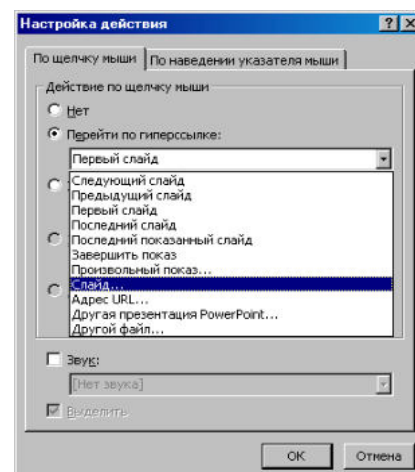 Настройка действия
По щелчку мыши По наведении указателя мыши
Действие по щелчку мыши
Нет
Перейти по гиперссылке:
Первый слайд
Следующий слайд
Предыдущий слайд
Первый слайд
Последний слайд
Последний показанный слайд
Завершить показ
Произвольный показ...
Слайд...
Адрес URL...
Другая презентация PowerPoint...
Другой файл...
Звук:
[Нет звука]
Выделить
ОК Отмена